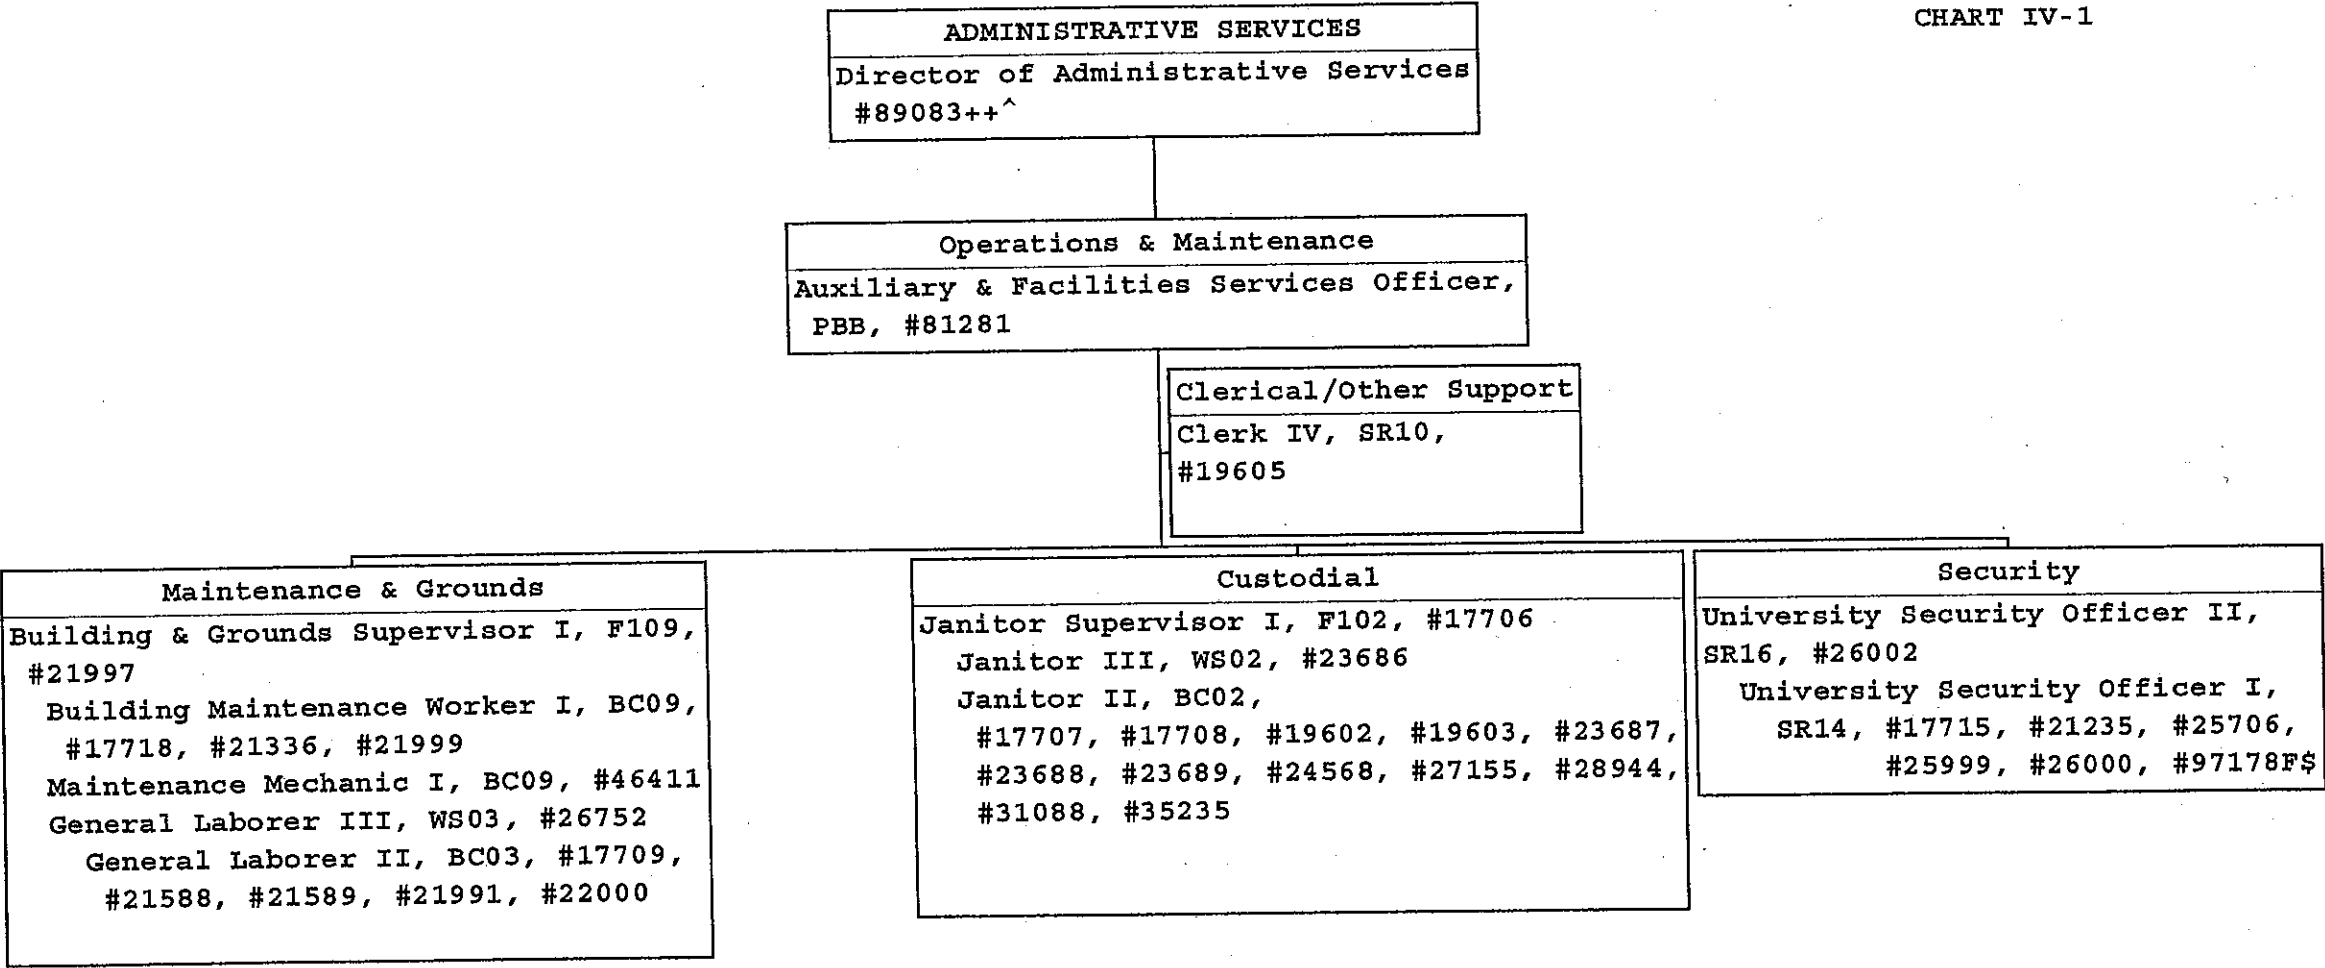 CHART IV-1
ADMINISTRATIVE SERVICES
Director of Administrative Services
#89083++^
Operations & Maintenance
Auxiliary & Facilities Services Officer,
PBB, #81281
Clerical/Other Support
Clerk IV, SR10,
#19605
Maintenance & Grounds
Building & Grounds Supervisor I, F109,
#21997
Building Maintenance Worker I, BC09,
#17718, #21336, #21999
Maintenance Mechanic I, BC09, #46411
General Laborer III, WS03, #26752
General Laborer II, BC03, #17709,
#21588, #21589, #21991, #22000
Custodial
Janitor Supervisor I, F102, #17706
Janitor III, WS02, #23686
Janitor II, BC02,
#17707, #17708, #19602, #19603, #23687,
#23688, #23689, #24568, #27155, #28944,
#31088, #35235
Security
University Security Officer II,
SR16, #26002
University Security Officer I,
SR14, #17715, #21235, #25706,
#25999, #26000, #97178F$